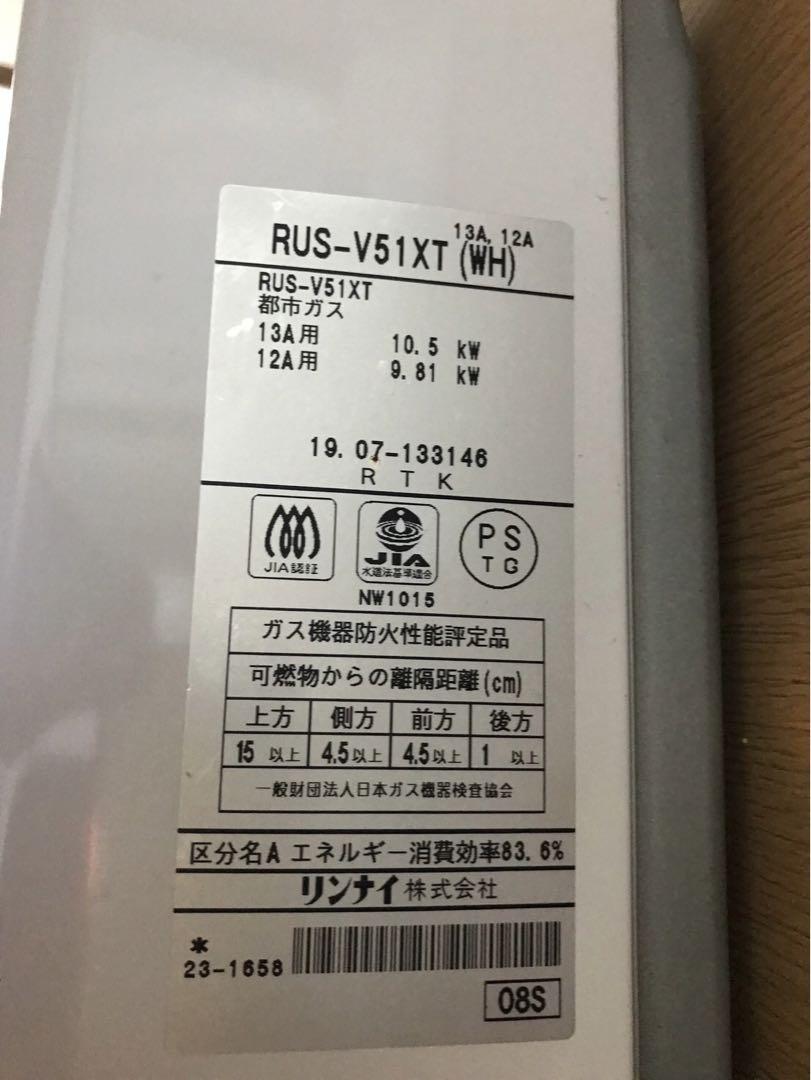 RUS-V51XT (WH) 13A, 12A
RUS-V51XT
都市ガス
13A用 10.5 kW
12A用 9.81 kW
19.07-133146
R T K
JIA認証
JIA
水道法基準適合
PS
TG
NW1015
ガス機器防火性能評定品
可燃物からの離隔距離(cm)
上方 側方 前方 後方
15以上 4.5以上 4.5以上 1以上
一般財団法人日本ガス機器検査協会
区分名A エネルギー消費効率83.6%
リンナイ株式会社
*
23-1658
08S